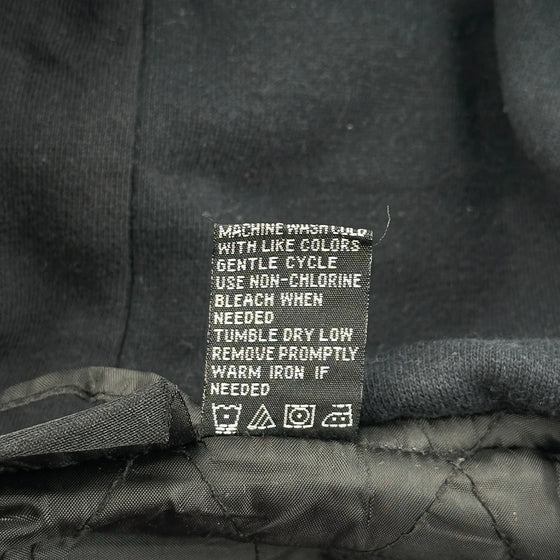 MACHINE WASH COLD
WITH LIKE COLORS
GENTLE CYCLE
USE NON-CHLORINE
BLEACH WHEN
NEEDED
TUMBLE DRY LOW
REMOVE PROMPTLY
WARM IRON IF
NEEDED